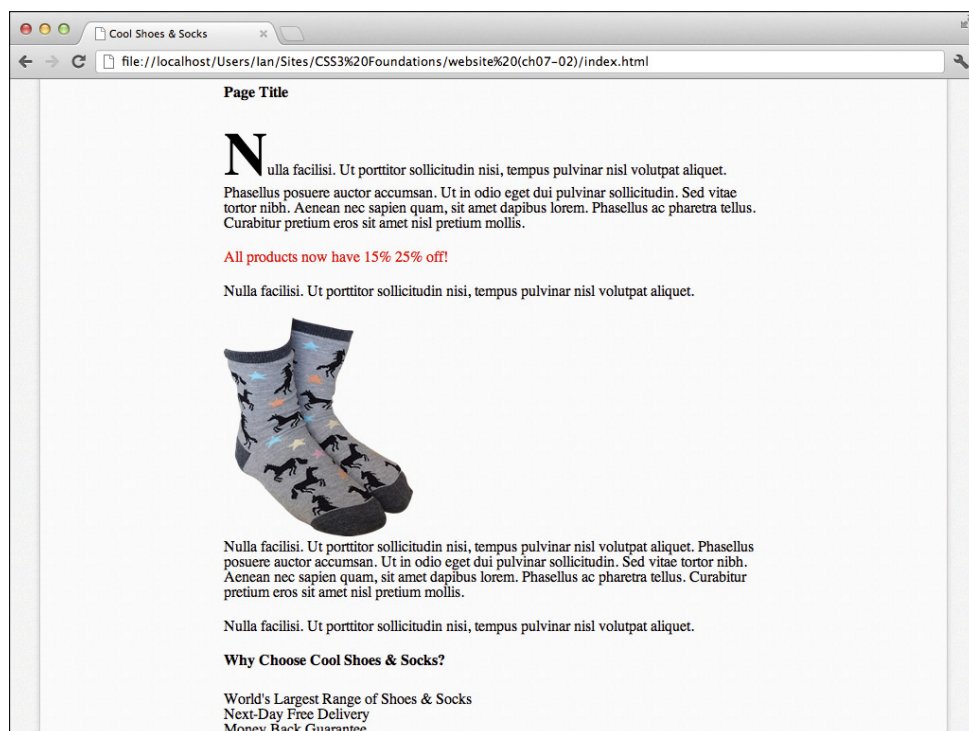 Cool Shoes & Socks
file://localhost/Users/Ian/Sites/CSS3%20Foundations/website%20(ch07-02)/index.html
Page Title
Nulla facilisi. Ut porttitor sollicitudin nisi, tempus pulvinar nisl volutpat aliquet.
Phasellus posuere auctor accumsan. Ut in odio eget dui pulvinar sollicitudin. Sed vitae
tortor nibh. Aenean nec sapien quam, sit amet dapibus lorem. Phasellus ac pharetra tellus.
Curabitur pretium eros sit amet nisl pretium mollis.
All products now have 15% 25% off!
Nulla facilisi. Ut porttitor sollicitudin nisi, tempus pulvinar nisl volutpat aliquet.
Nulla facilisi. Ut porttitor sollicitudin nisi, tempus pulvinar nisl volutpat aliquet. Phasellus
posuere auctor accumsan. Ut in odio eget dui pulvinar sollicitudin. Sed vitae tortor nibh.
Aenean nec sapien quam, sit amet dapibus lorem. Phasellus ac pharetra tellus. Curabitur
pretium eros sit amet nisl pretium mollis.
Nulla facilisi. Ut porttitor sollicitudin nisi, tempus pulvinar nisl volutpat aliquet.
Why Choose Cool Shoes & Socks?
World's Largest Range of Shoes & Socks
Next-Day Free Delivery
Money Back Guarantee